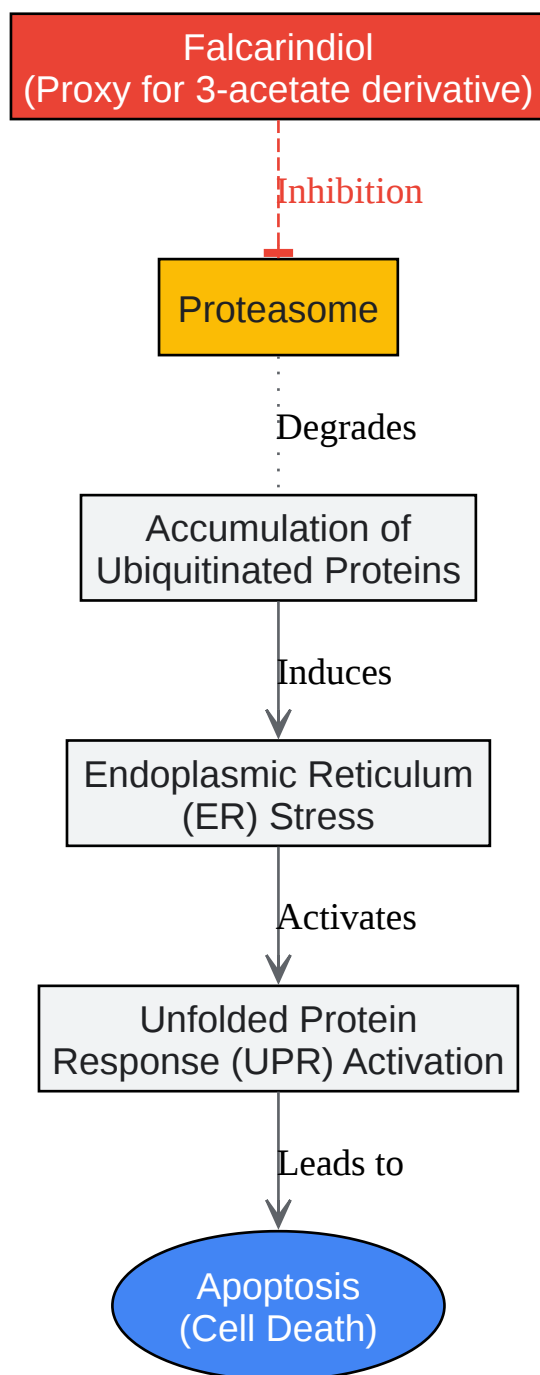 Falcarindiol
(Proxy for 3-acetate derivative)
Inhibition
Proteasome
Degrades
Accumulation of
Ubiquitinated Proteins
Induces
Endoplasmic Reticulum
(ER) Stress
Activates
Unfolded Protein
Response (UPR) Activation
Leads to
Apoptosis
(Cell Death)